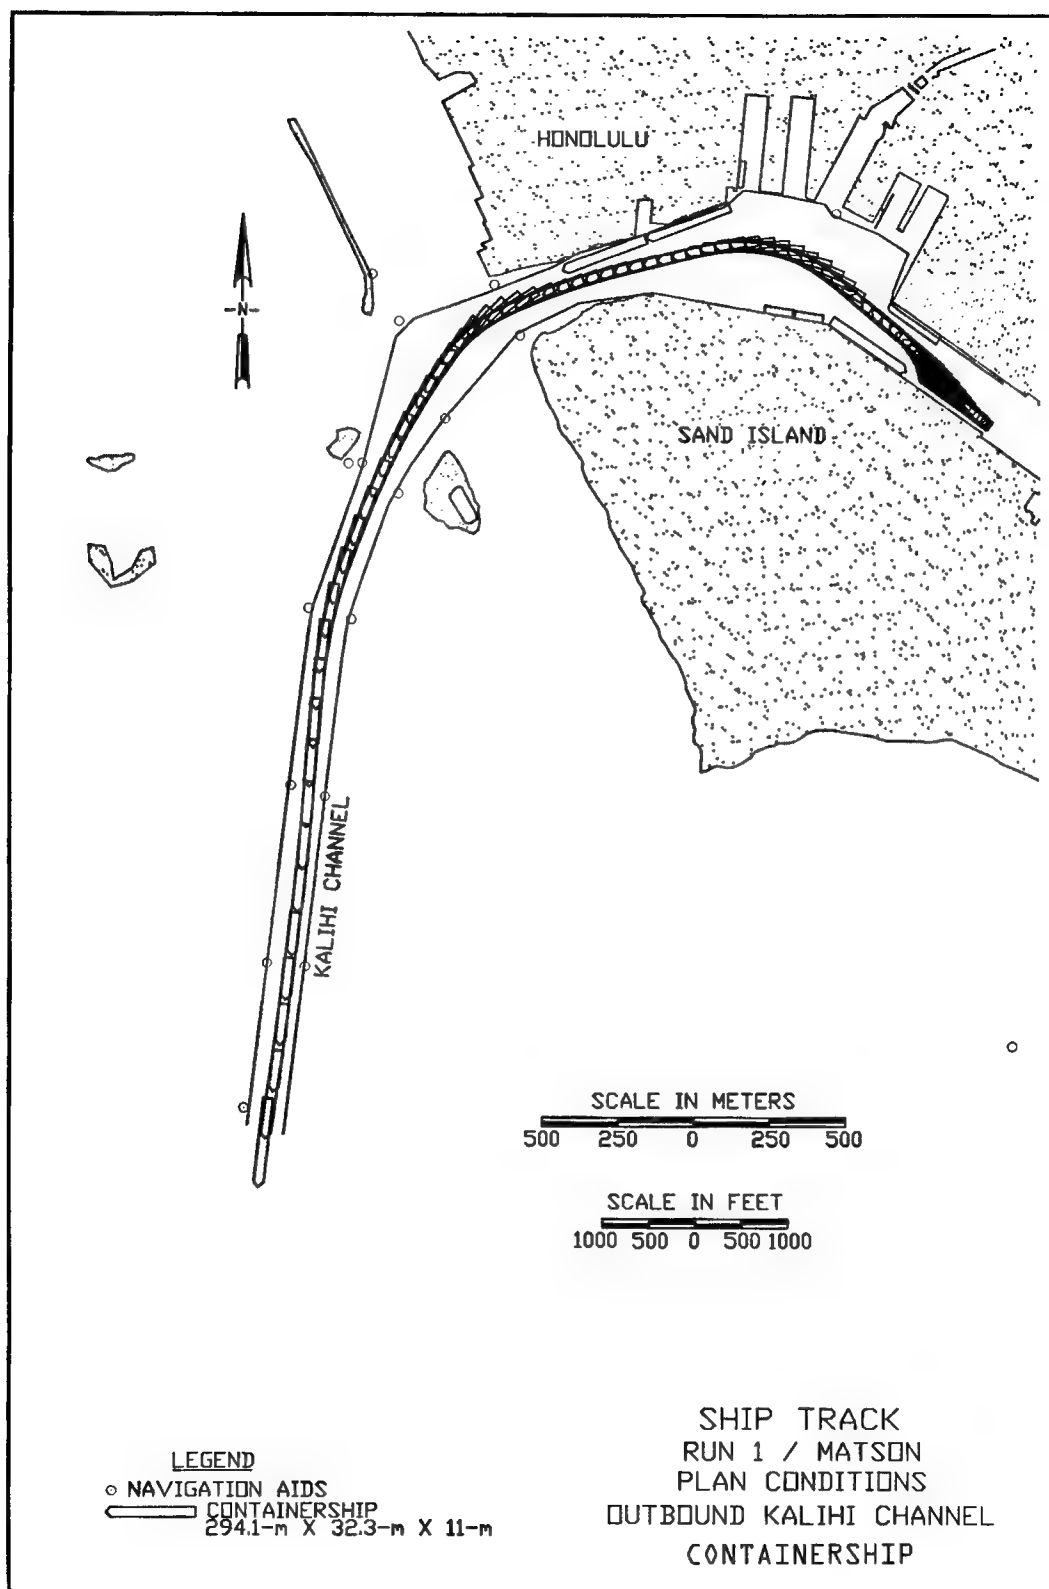 HONOLULU
-N-
SAND ISLAND
KALIHI CHANNEL
SCALE IN METERS
500 250 0 250 500
SCALE IN FEET
1000 500 0 500 1000
SHIP TRACK
RUN 1 / MATSON
PLAN CONDITIONS
OUTBOUND KALIHI CHANNEL
CONTAINERSHIP
LEGEND
NAVIGATION AIDS
CONTAINERSHIP
294.1-m X 32.3-m X 11-m